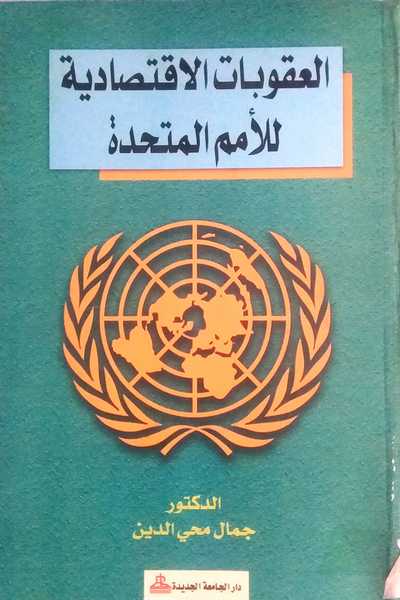 العقوبات الاقتصادية
للأمم المتحدة
الدكتور
جمال محي الدين
دار الجامعة الجديدة